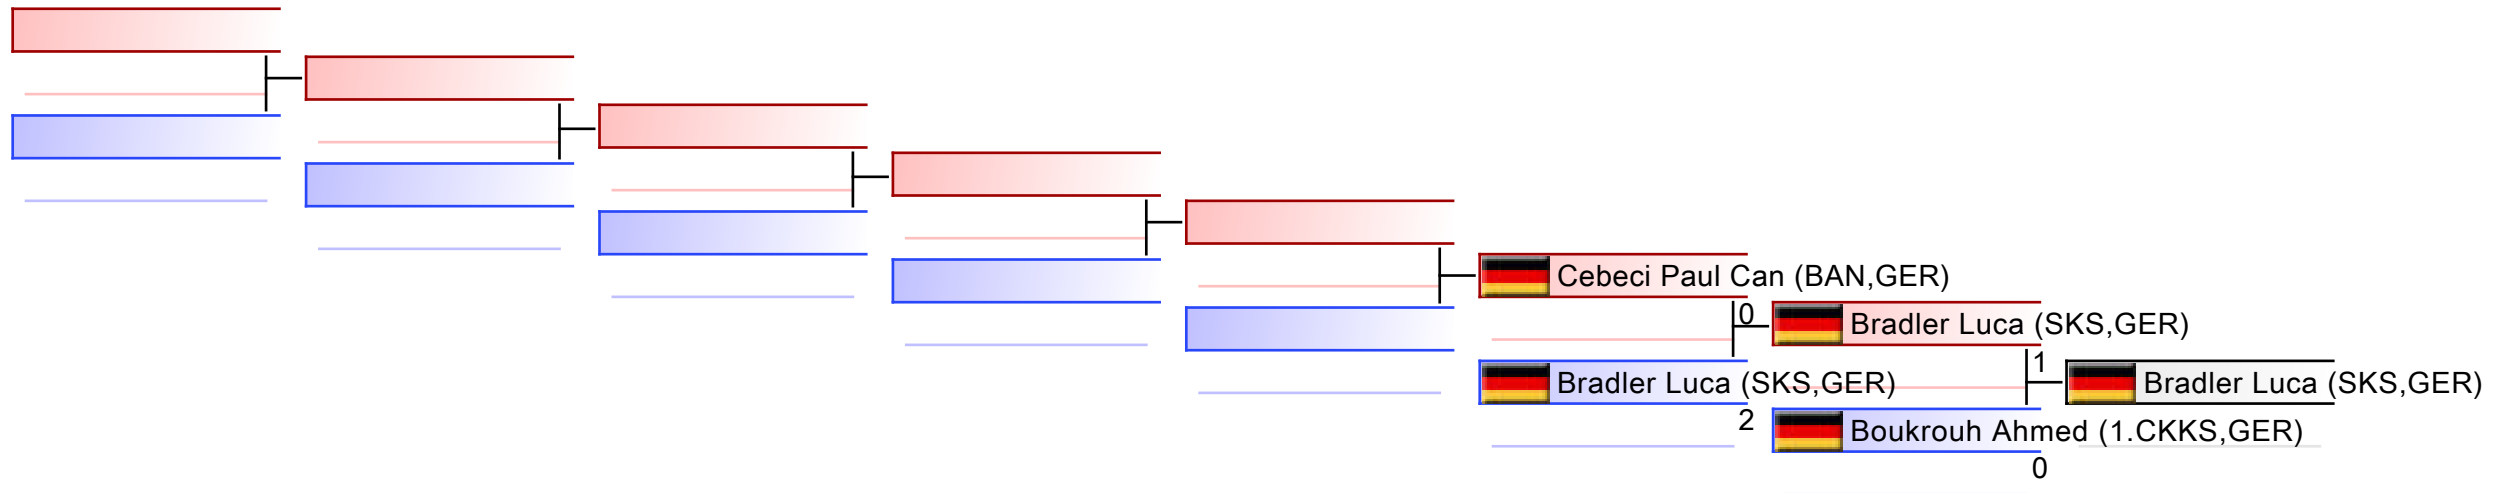 Cebeci Paul Can (BAN,GER)
0
Bradler Luca (SKS,GER)
2
Bradler Luca (SKS,GER)
1
Boukrouh Ahmed (1.CKKS,GER)
0
Bradler Luca (SKS,GER)